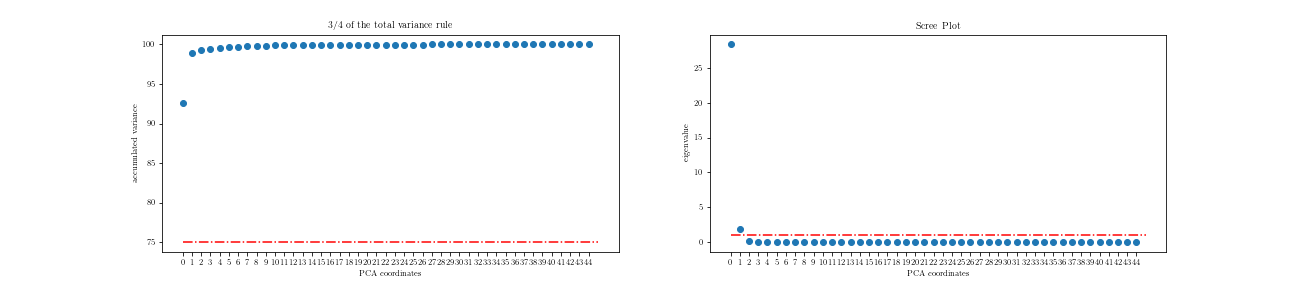 3/4 of the total variance rule
100
95
90
85
80
75
accumulated variance
0 1 2 3 4 5 6 7 8 9 10 11 12 13 14 15 16 17 18 19 20 21 22 23 24 25 26 27 28 29 30 31 32 33 34 35 36 37 38 39 40 41 42 43 44
PCA coordinates
Scree Plot
25
20
15
10
5
0
eigenvalue
0 1 2 3 4 5 6 7 8 9 10 11 12 13 14 15 16 17 18 19 20 21 22 23 24 25 26 27 28 29 30 31 32 33 34 35 36 37 38 39 40 41 42 43 44
PCA coordinates